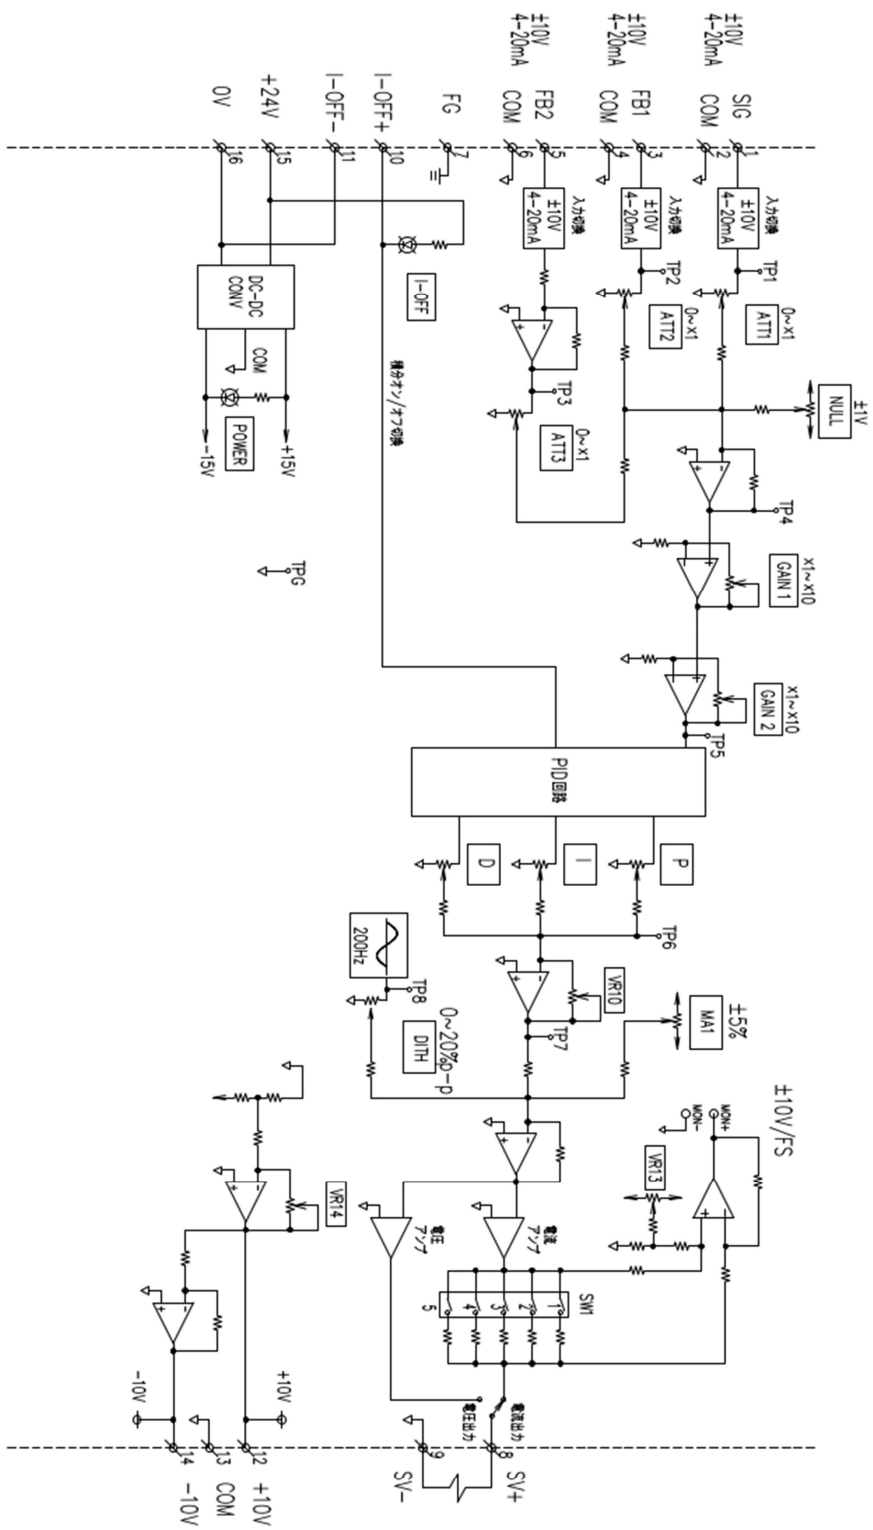 ±10V
4-20mA
SIG
COM
1
2
入力切換
±10V
4-20mA
TP1
0~x1
ATT1
±1V
NULL
TP4
x1~x10
GAIN 1
x1~x10
GAIN 2
TP5
±10V
4-20mA
FB1
COM
3
4
入力切換
±10V
4-20mA
TP2
0~x1
ATT2
±10V
4-20mA
FB2
COM
5
6
入力切換
±10V
4-20mA
TP3
0~x1
ATT3
FG
7
I-OFF+
10
I-OFF
積分オン/オフ切換
I-OFF-
11
+24V
15
0V
16
DC-DC
CONV
COM
POWER
+15V
-15V
TPG
PID回路
P
I
D
TP6
VR10
TP7
200Hz
TP8
0~20%p-p
DITH
±5%
MA1
±10V/FS
MON+
MON-
VR13
電流
アンプ
電圧
アンプ
SW1
1
2
3
4
5
電流出力
電圧出力
8
SV+
9
SV-
VR14
+10V
-10V
12
+10V
13
COM
14
-10V